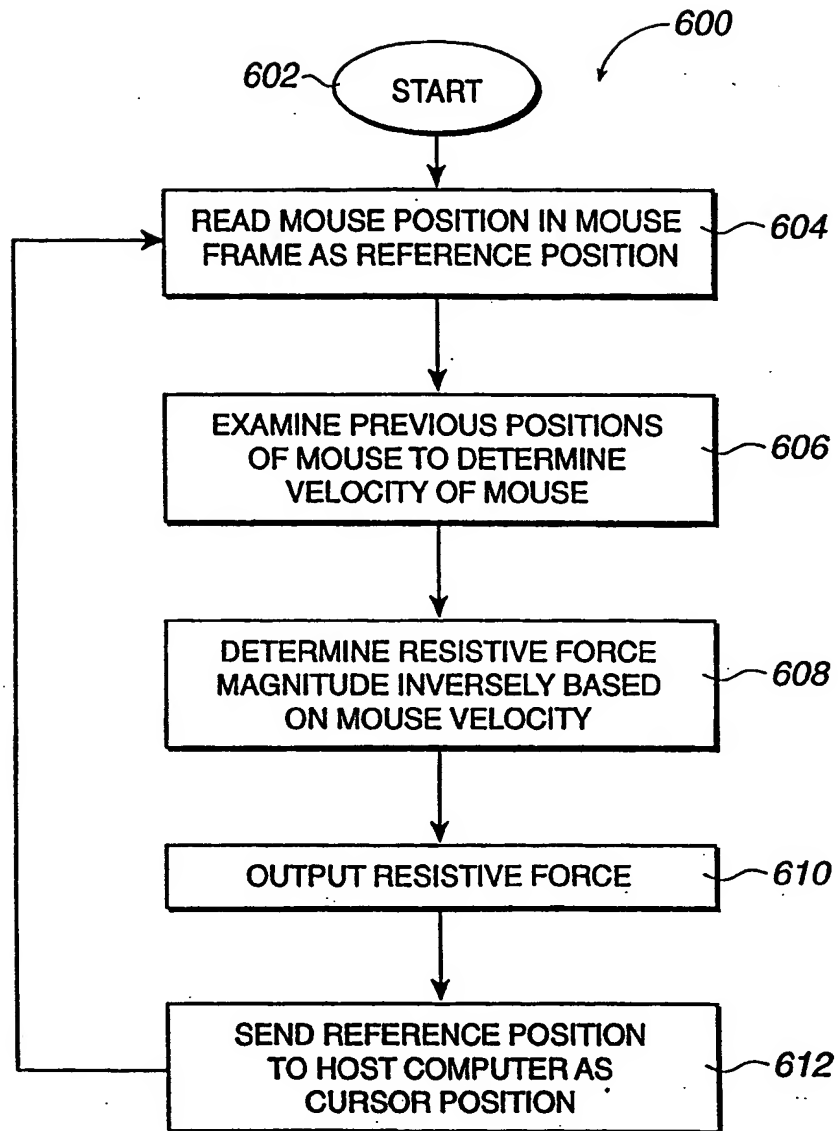 600
602
START
READ MOUSE POSITION IN MOUSE
FRAME AS REFERENCE POSITION
604
EXAMINE PREVIOUS POSITIONS
OF MOUSE TO DETERMINE
VELOCITY OF MOUSE
606
DETERMINE RESISTIVE FORCE
MAGNITUDE INVERSELY BASED
ON MOUSE VELOCITY
608
OUTPUT RESISTIVE FORCE
610
SEND REFERENCE POSITION
TO HOST COMPUTER AS
CURSOR POSITION
612